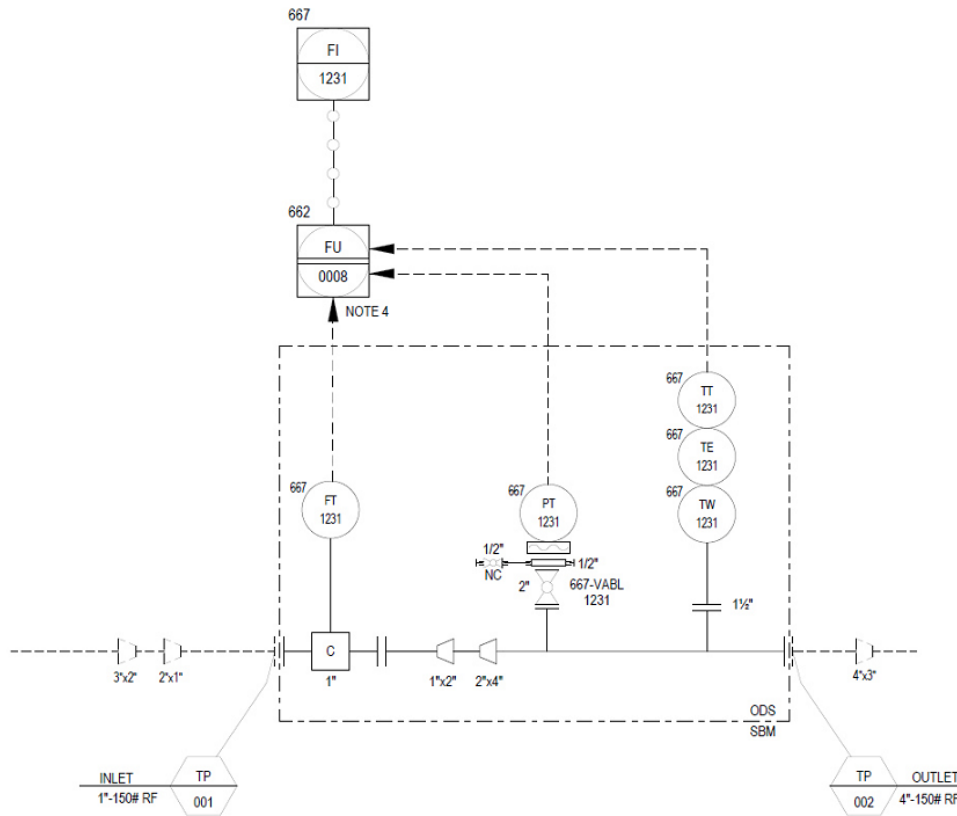 667
FI
1231
662
FU
0008
NOTE 4
667
TT
1231
667
TE
1231
667
TW
1231
667
FT
1231
667
PT
1231
1/2"
NC
1/2"
2"
667-VABL
1231
1½"
C
1"
3"x2"
2"x1"
1"x2"
2"x4"
4"x3"
ODS
SBM
INLET
1"-150# RF
TP
001
TP
002
OUTLET
4"-150# RF